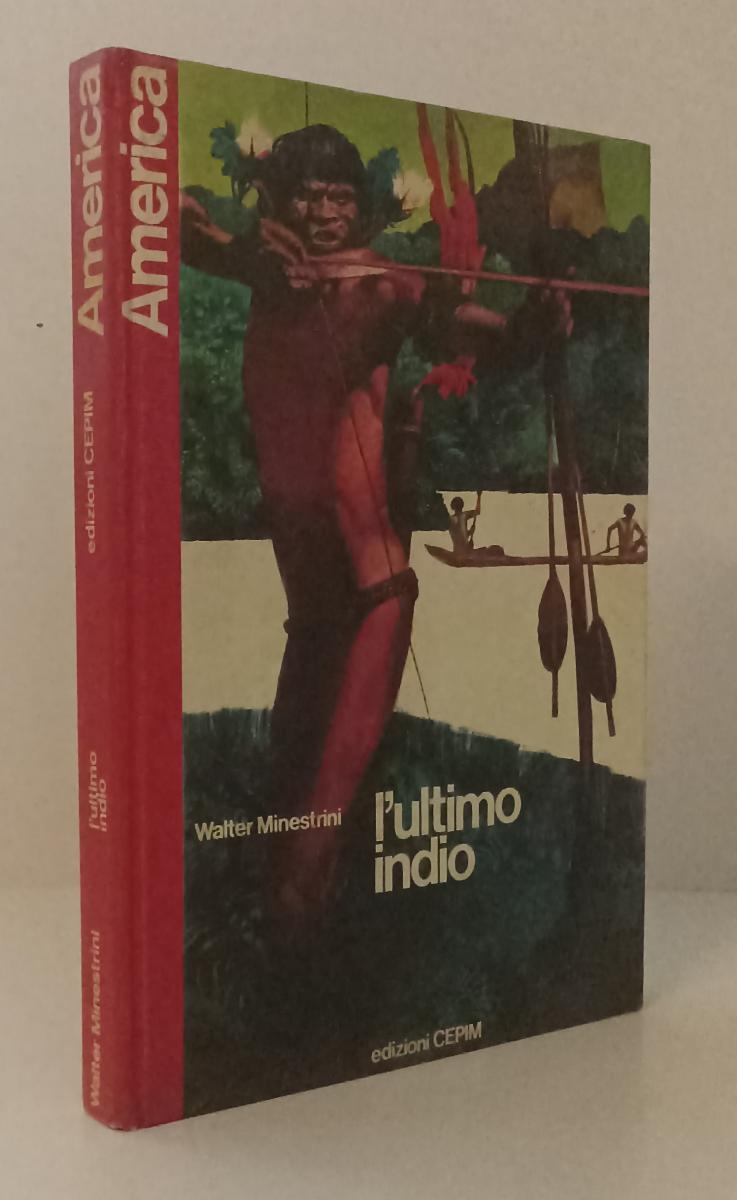 America
edizioni CEPIM
l'ultimo
indio
Walter Minestrini
America
Walter Minestrini
l'ultimo
indio
edizioni CEPIM